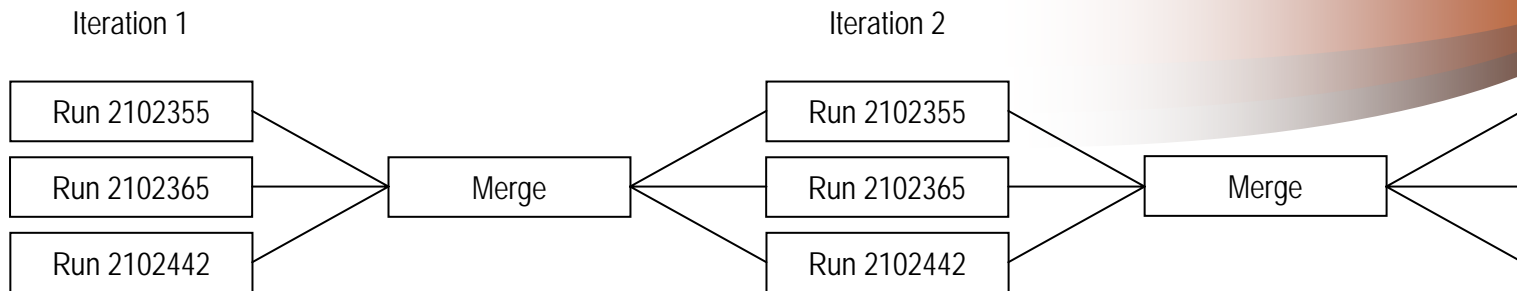 Iteration 1
Iteration 2
Run 2102355
Run 2102355
Run 2102365
Merge
Run 2102365
Merge
Run 2102442
Run 2102442